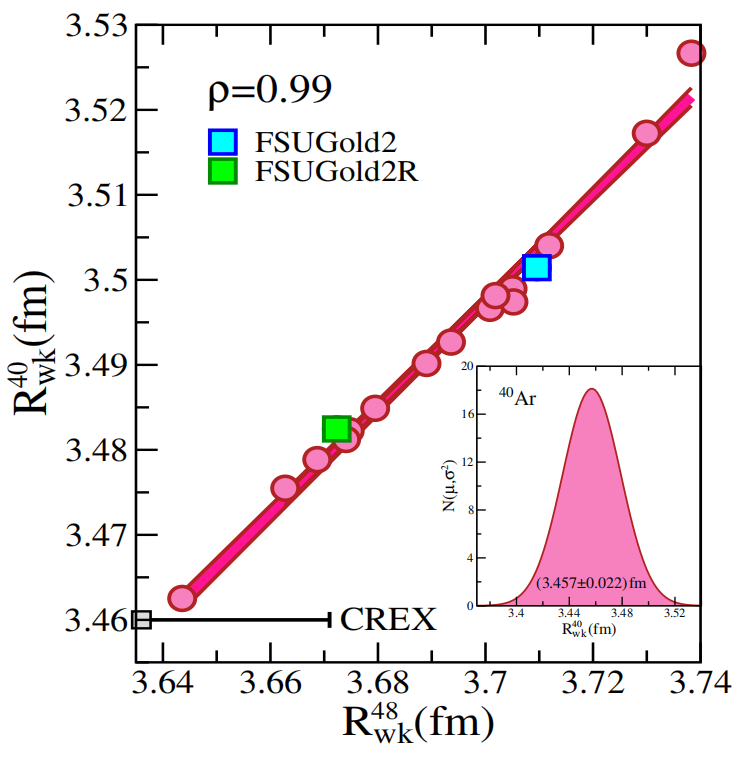 3.53
3.52
3.51
3.5
3.49
3.48
3.47
3.46
R⁴⁰wk(fm)
ρ=0.99
FSUGold2
FSUGold2R
CREX
3.64
3.66
3.68
3.7
3.72
3.74
R⁴⁸wk(fm)
20
16
12
8
4
0
N(μ,σ²)
⁴⁰Ar
(3.457±0.022)fm
3.4
3.44
3.48
3.52
R⁴⁰wk(fm)